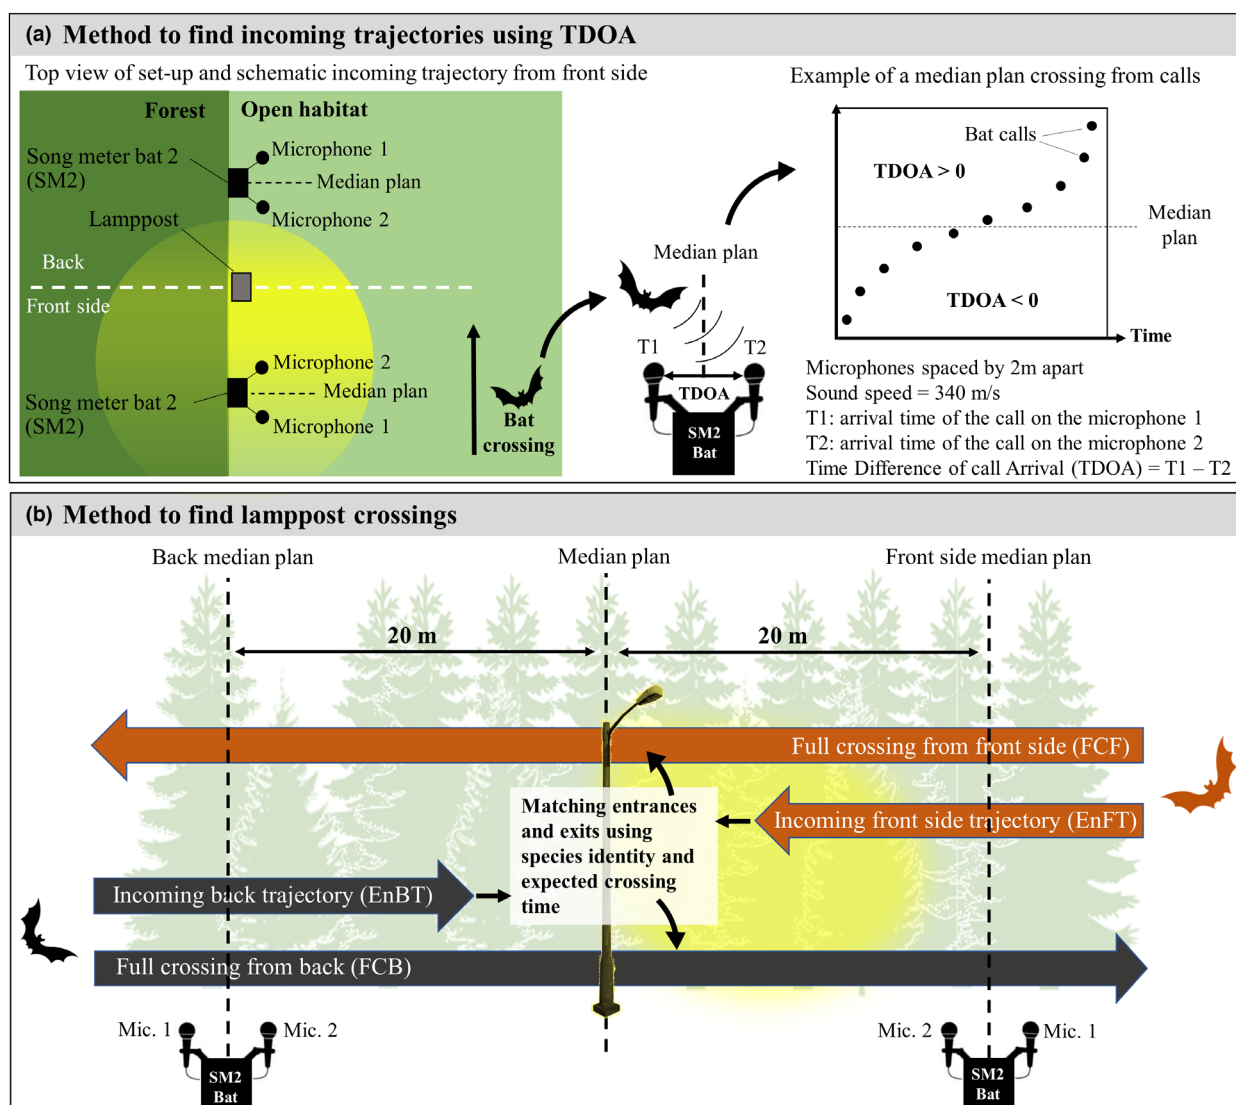 (a) Method to find incoming trajectories using TDOA
Top view of set-up and schematic incoming trajectory from front side
Forest
Open habitat
Song meter bat 2
(SM2)
Microphone 1
Median plan
Microphone 2
Lamppost
Back
Front side
Microphone 2
Median plan
Song meter bat 2
(SM2)
Microphone 1
Bat
crossing
Median plan
T1
T2
TDOA
SM2
Bat
Example of a median plan crossing from calls
Bat calls
TDOA > 0
Median
plan
TDOA < 0
Time
Microphones spaced by 2m apart
Sound speed = 340 m/s
T1: arrival time of the call on the microphone 1
T2: arrival time of the call on the microphone 2
Time Difference of call Arrival (TDOA) = T1 – T2
(b) Method to find lamppost crossings
Back median plan
Median plan
Front side median plan
20 m
20 m
Full crossing from front side (FCF)
Matching entrances
and exits using
species identity and
expected crossing
time
Incoming front side trajectory (EnFT)
Incoming back trajectory (EnBT)
Full crossing from back (FCB)
Mic. 1
Mic. 2
SM2
Bat
Mic. 2
Mic. 1
SM2
Bat